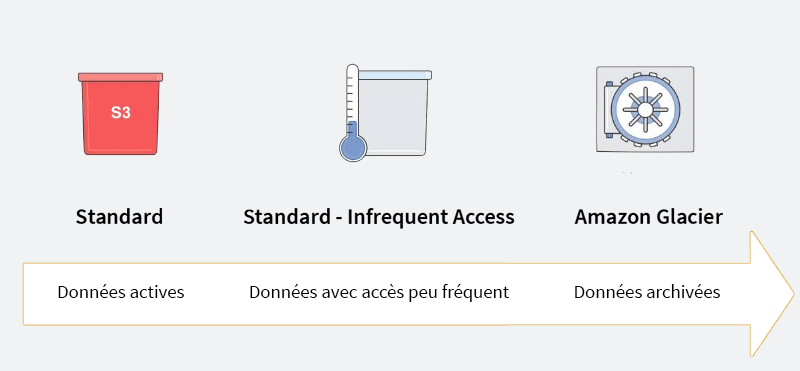 S3
Standard
Standard - Infrequent Access
Amazon Glacier
Données actives
Données avec accès peu fréquent
Données archivées